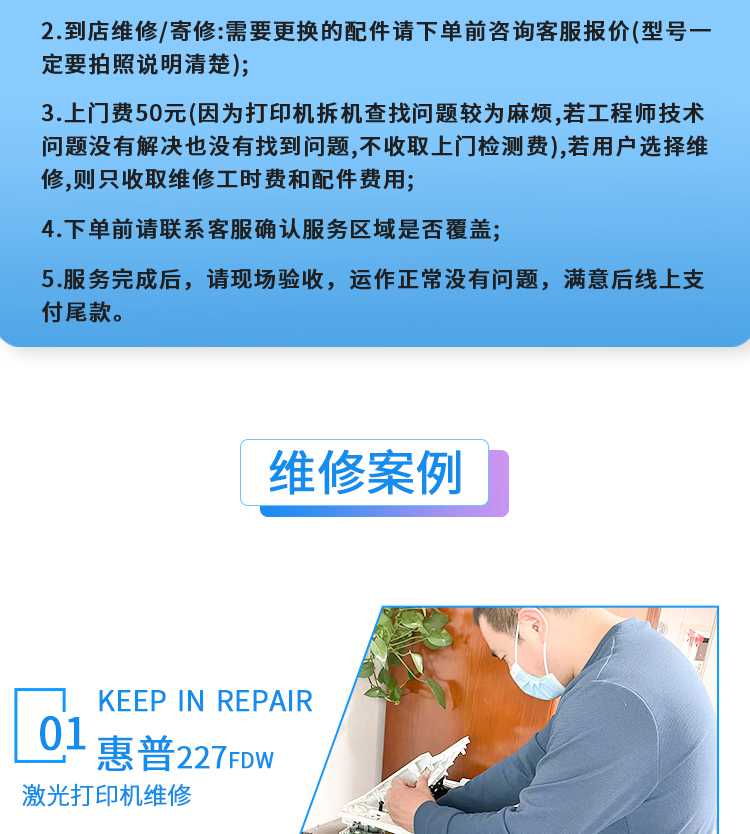 2.到店维修/寄修:需要更换的配件请下单前咨询客服报价(型号一
定要拍照说明清楚);
3.上门费50元(因为打印机拆机查找问题较为麻烦,若工程师技术
问题没有解决也没有找到问题,不收取上门检测费),若用户选择维
修,则只收取维修工时费和配件费用;
4.下单前请联系客服确认服务区域是否覆盖;
5.服务完成后，请现场验收，运作正常没有问题，满意后线上支
付尾款。
维修案例
KEEP IN REPAIR
01
惠普227FDW
激光打印机维修